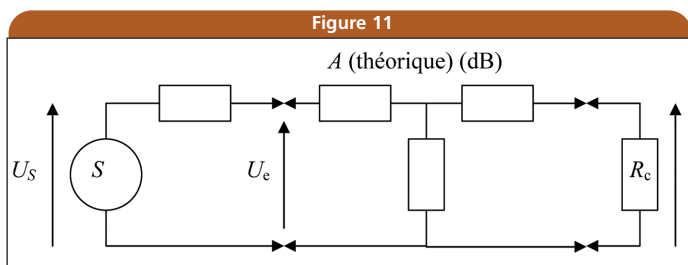 Figure 11
A (théorique) (dB)
U_S
S
U_e
R_c